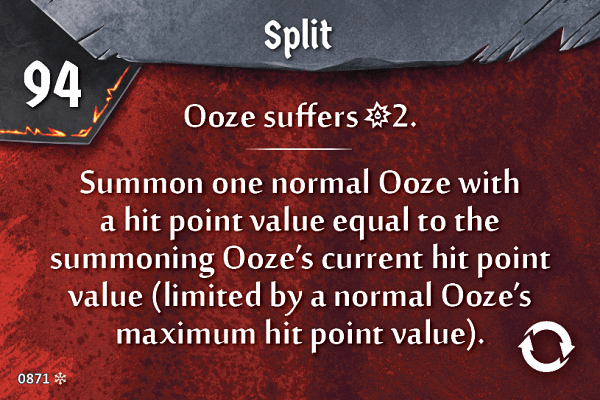 Split
94
Ooze suffers 2.
Summon one normal Ooze with
a hit point value equal to the
summoning Ooze's current hit point
value (limited by a normal Ooze's
maximum hit point value).
0871